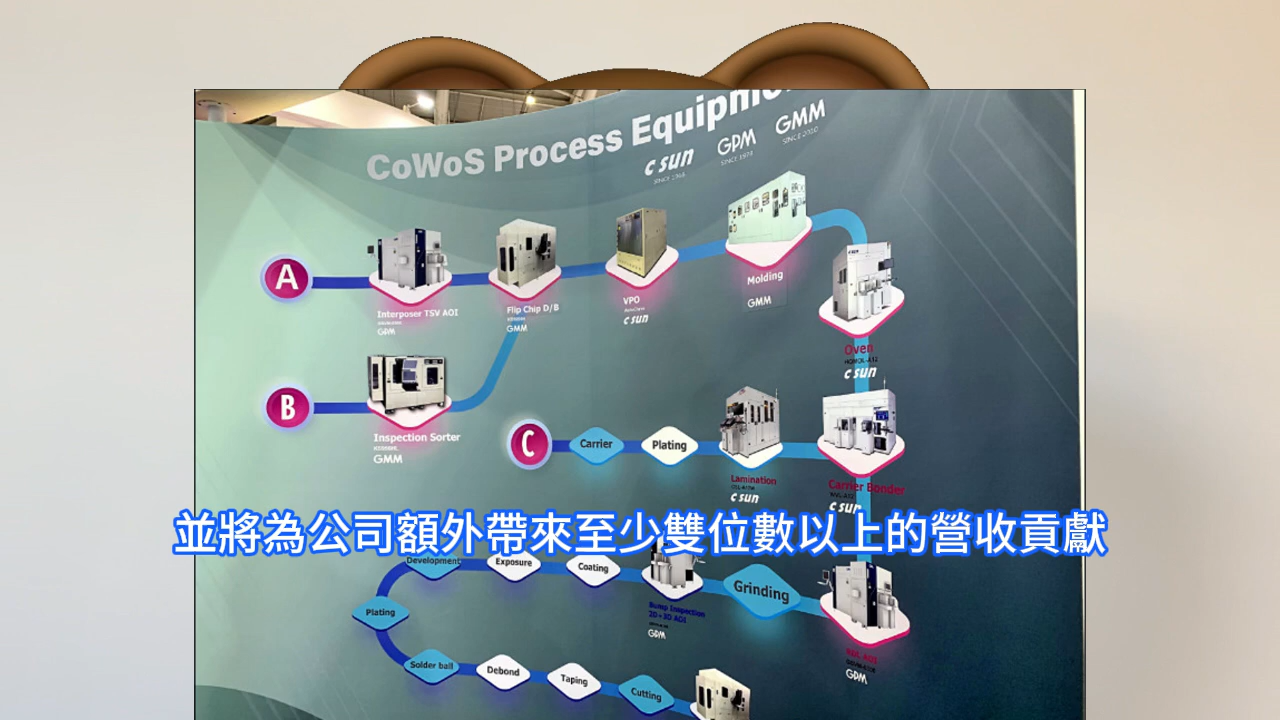 CoWoS Process Equipme
c sun
GPM
GMM
SINCE 1978
A
Interposer TSV AOI
GPM
Flip Chip D/B
GMM
VPO
c sun
Molding
GMM
Oven
c sun
B
Inspection Sorter
GMM
C
Carrier
Plating
Lamination
c sun
Carrier Bonder
c sun
並將為公司額外帶來至少雙位數以上的營收貢獻
Development
Exposure
Coating
Bump Inspection
2D+3D AOI
GPM
Grinding
RDL AOI
GPM
Plating
Solder ball
Debond
Taping
Cutting